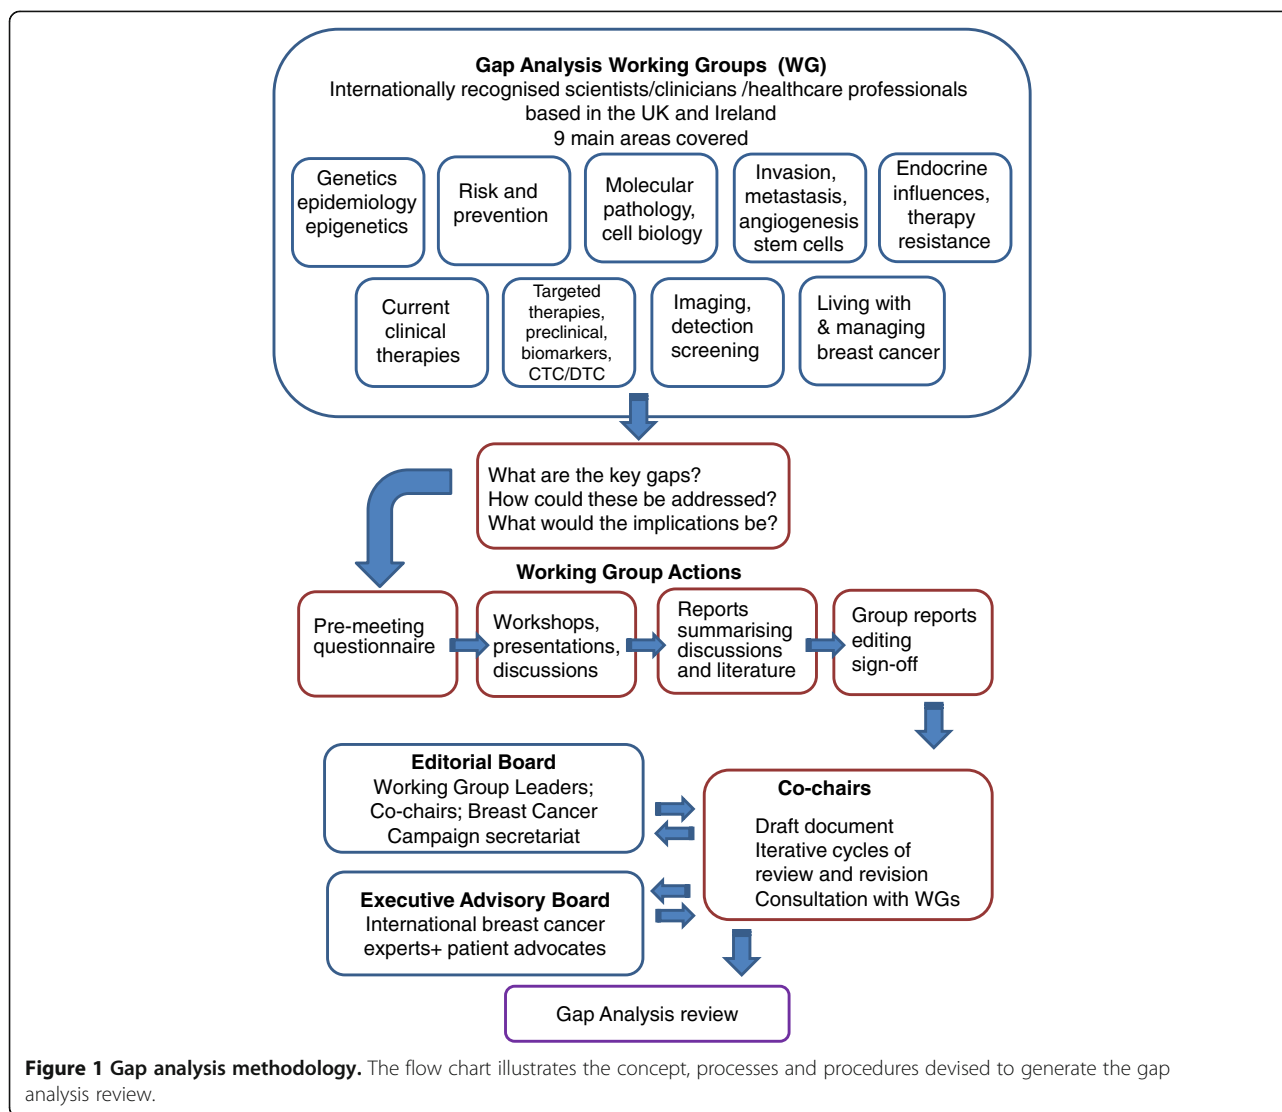 Gap Analysis Working Groups (WG)
Internationally recognised scientists/clinicians /healthcare professionals
based in the UK and Ireland
9 main areas covered
Genetics
epidemiology
epigenetics
Risk and
prevention
Molecular
pathology,
cell biology
Invasion,
metastasis,
angiogenesis
stem cells
Endocrine
influences,
therapy
resistance
Current
clinical
therapies
Targeted
therapies,
preclinical,
biomarkers,
CTC/DTC
Imaging,
detection
screening
Living with
& managing
breast cancer
What are the key gaps?
How could these be addressed?
What would the implications be?
Working Group Actions
Pre-meeting
questionnaire
Workshops,
presentations,
discussions
Reports
summarising
discussions
and literature
Group reports
editing
sign-off
Editorial Board
Working Group Leaders;
Co-chairs; Breast Cancer
Campaign secretariat
Co-chairs
Draft document
Iterative cycles of
review and revision
Consultation with WGs
Executive Advisory Board
International breast cancer
experts+ patient advocates
Gap Analysis review
Figure 1 Gap analysis methodology. The flow chart illustrates the concept, processes and procedures devised to generate the gap
analysis review.